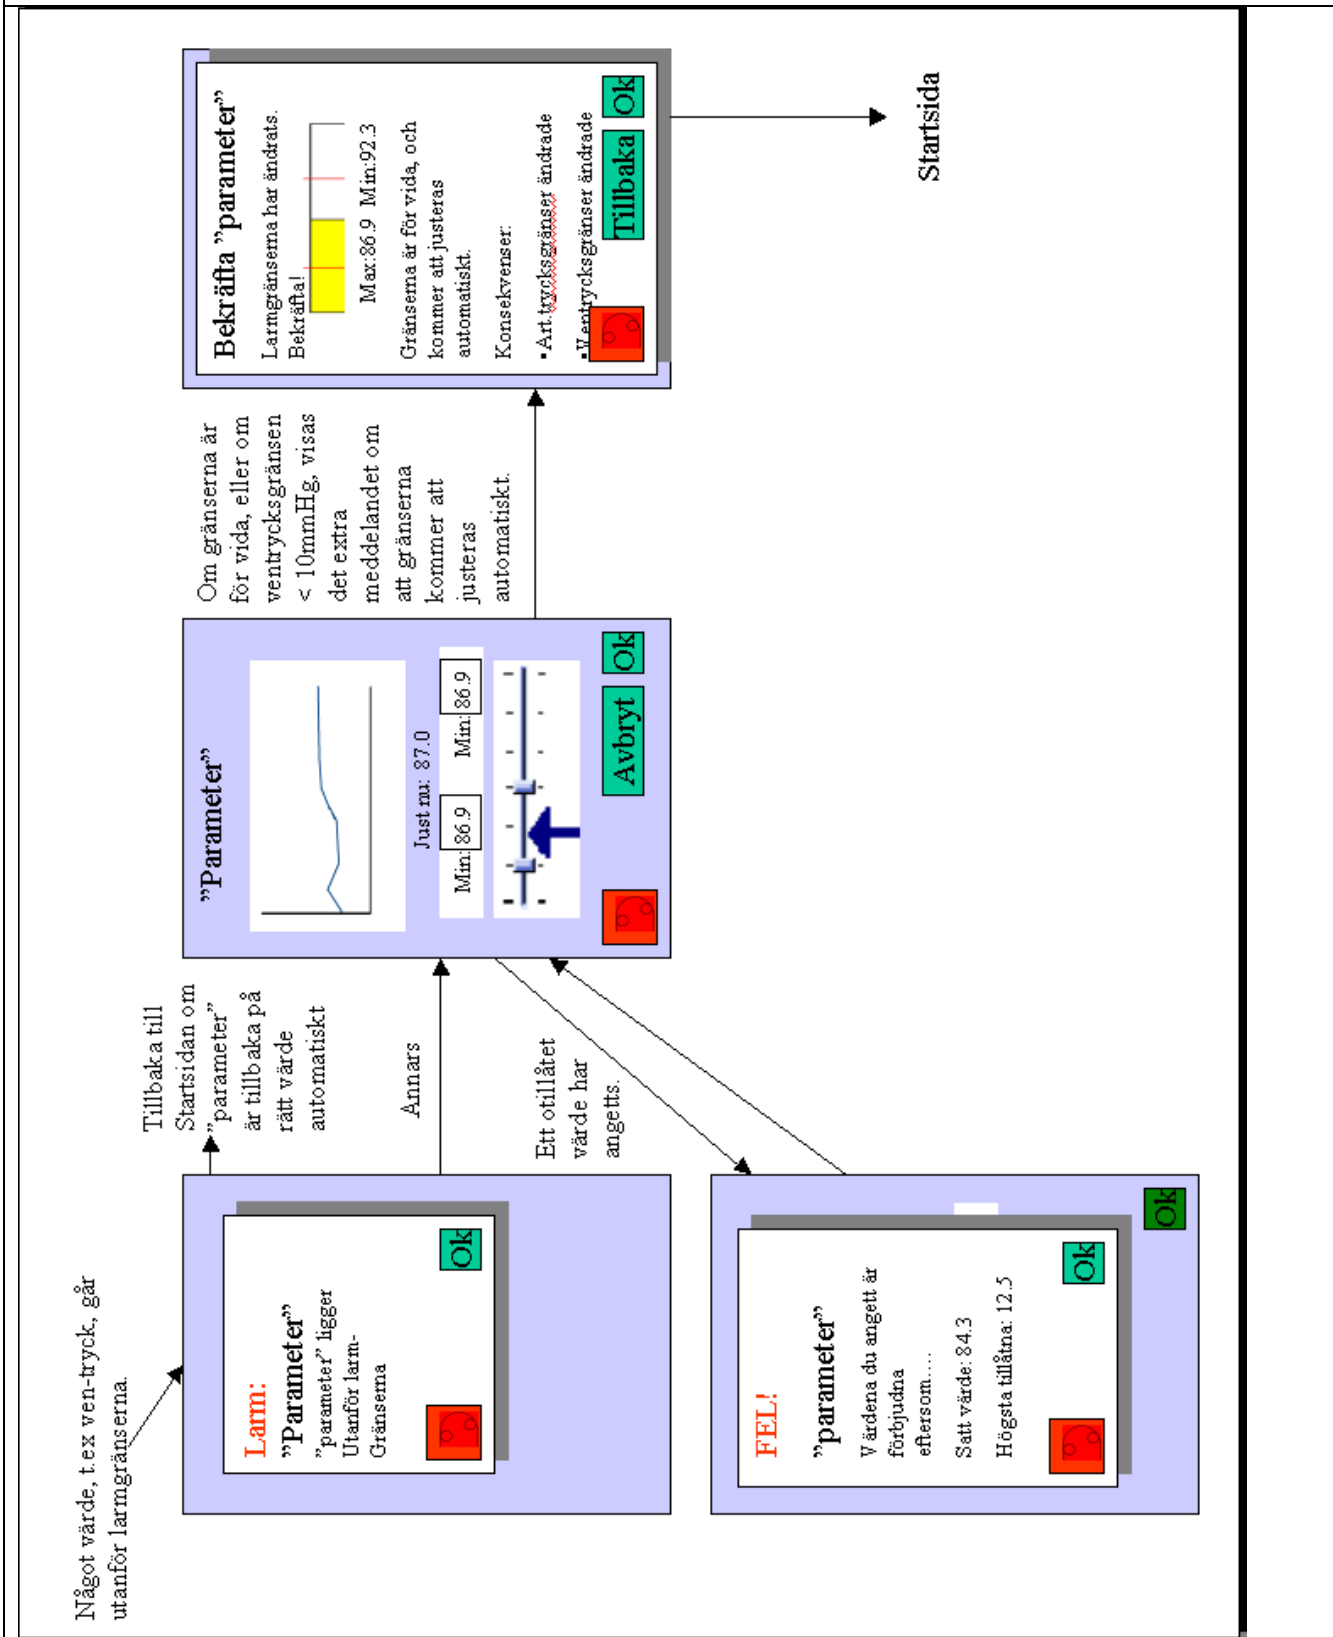 Något värde, t.ex ven-tryck, går
utanför larmgränserna.
Larm:
”Parameter”
”parameter” ligger
Utanför larm-
Gränserna
Ok
Tillbaka till
Startsidan om
”parameter”
är tillbaka på
rätt värde
automatiskt
Annars
Ett otillåtet
värde har
angetts.
FEL!
”parameter”
Värdena du angett är
förbjudna
eftersom....
Satt värde: 84.3
Högsta tillåtna: 12.5
Ok
Ok
”Parameter”
Just nu: 87.0
Min: 86.9 Min: 86.9
Avbryt Ok
Om gränserna är
för vida, eller om
ventrycksgränsen
< 10mmHg, visas
det extra
meddelandet om
att gränserna
kommer att
justeras
automatiskt.
Bekräfta ”parameter”
Larmgränserna har ändrats.
Bekräfta!
Max:86.9 Min:92.3
Gränserna är för vida, och
kommer att justeras
automatiskt.
Konsekvenser:
•Art.trycksgränser ändrade
•Ventrycksgränser ändrade
Tillbaka Ok
Startsida